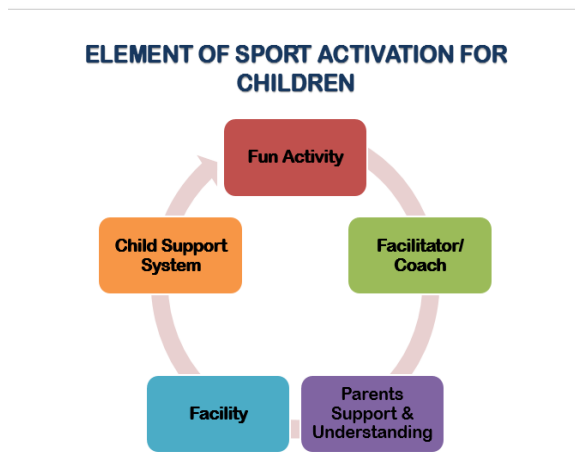 ELEMENT OF SPORT ACTIVATION FOR
CHILDREN
Fun Activity
Facilitator/
Coach
Parents
Support &
Understanding
Facility
Child Support
System